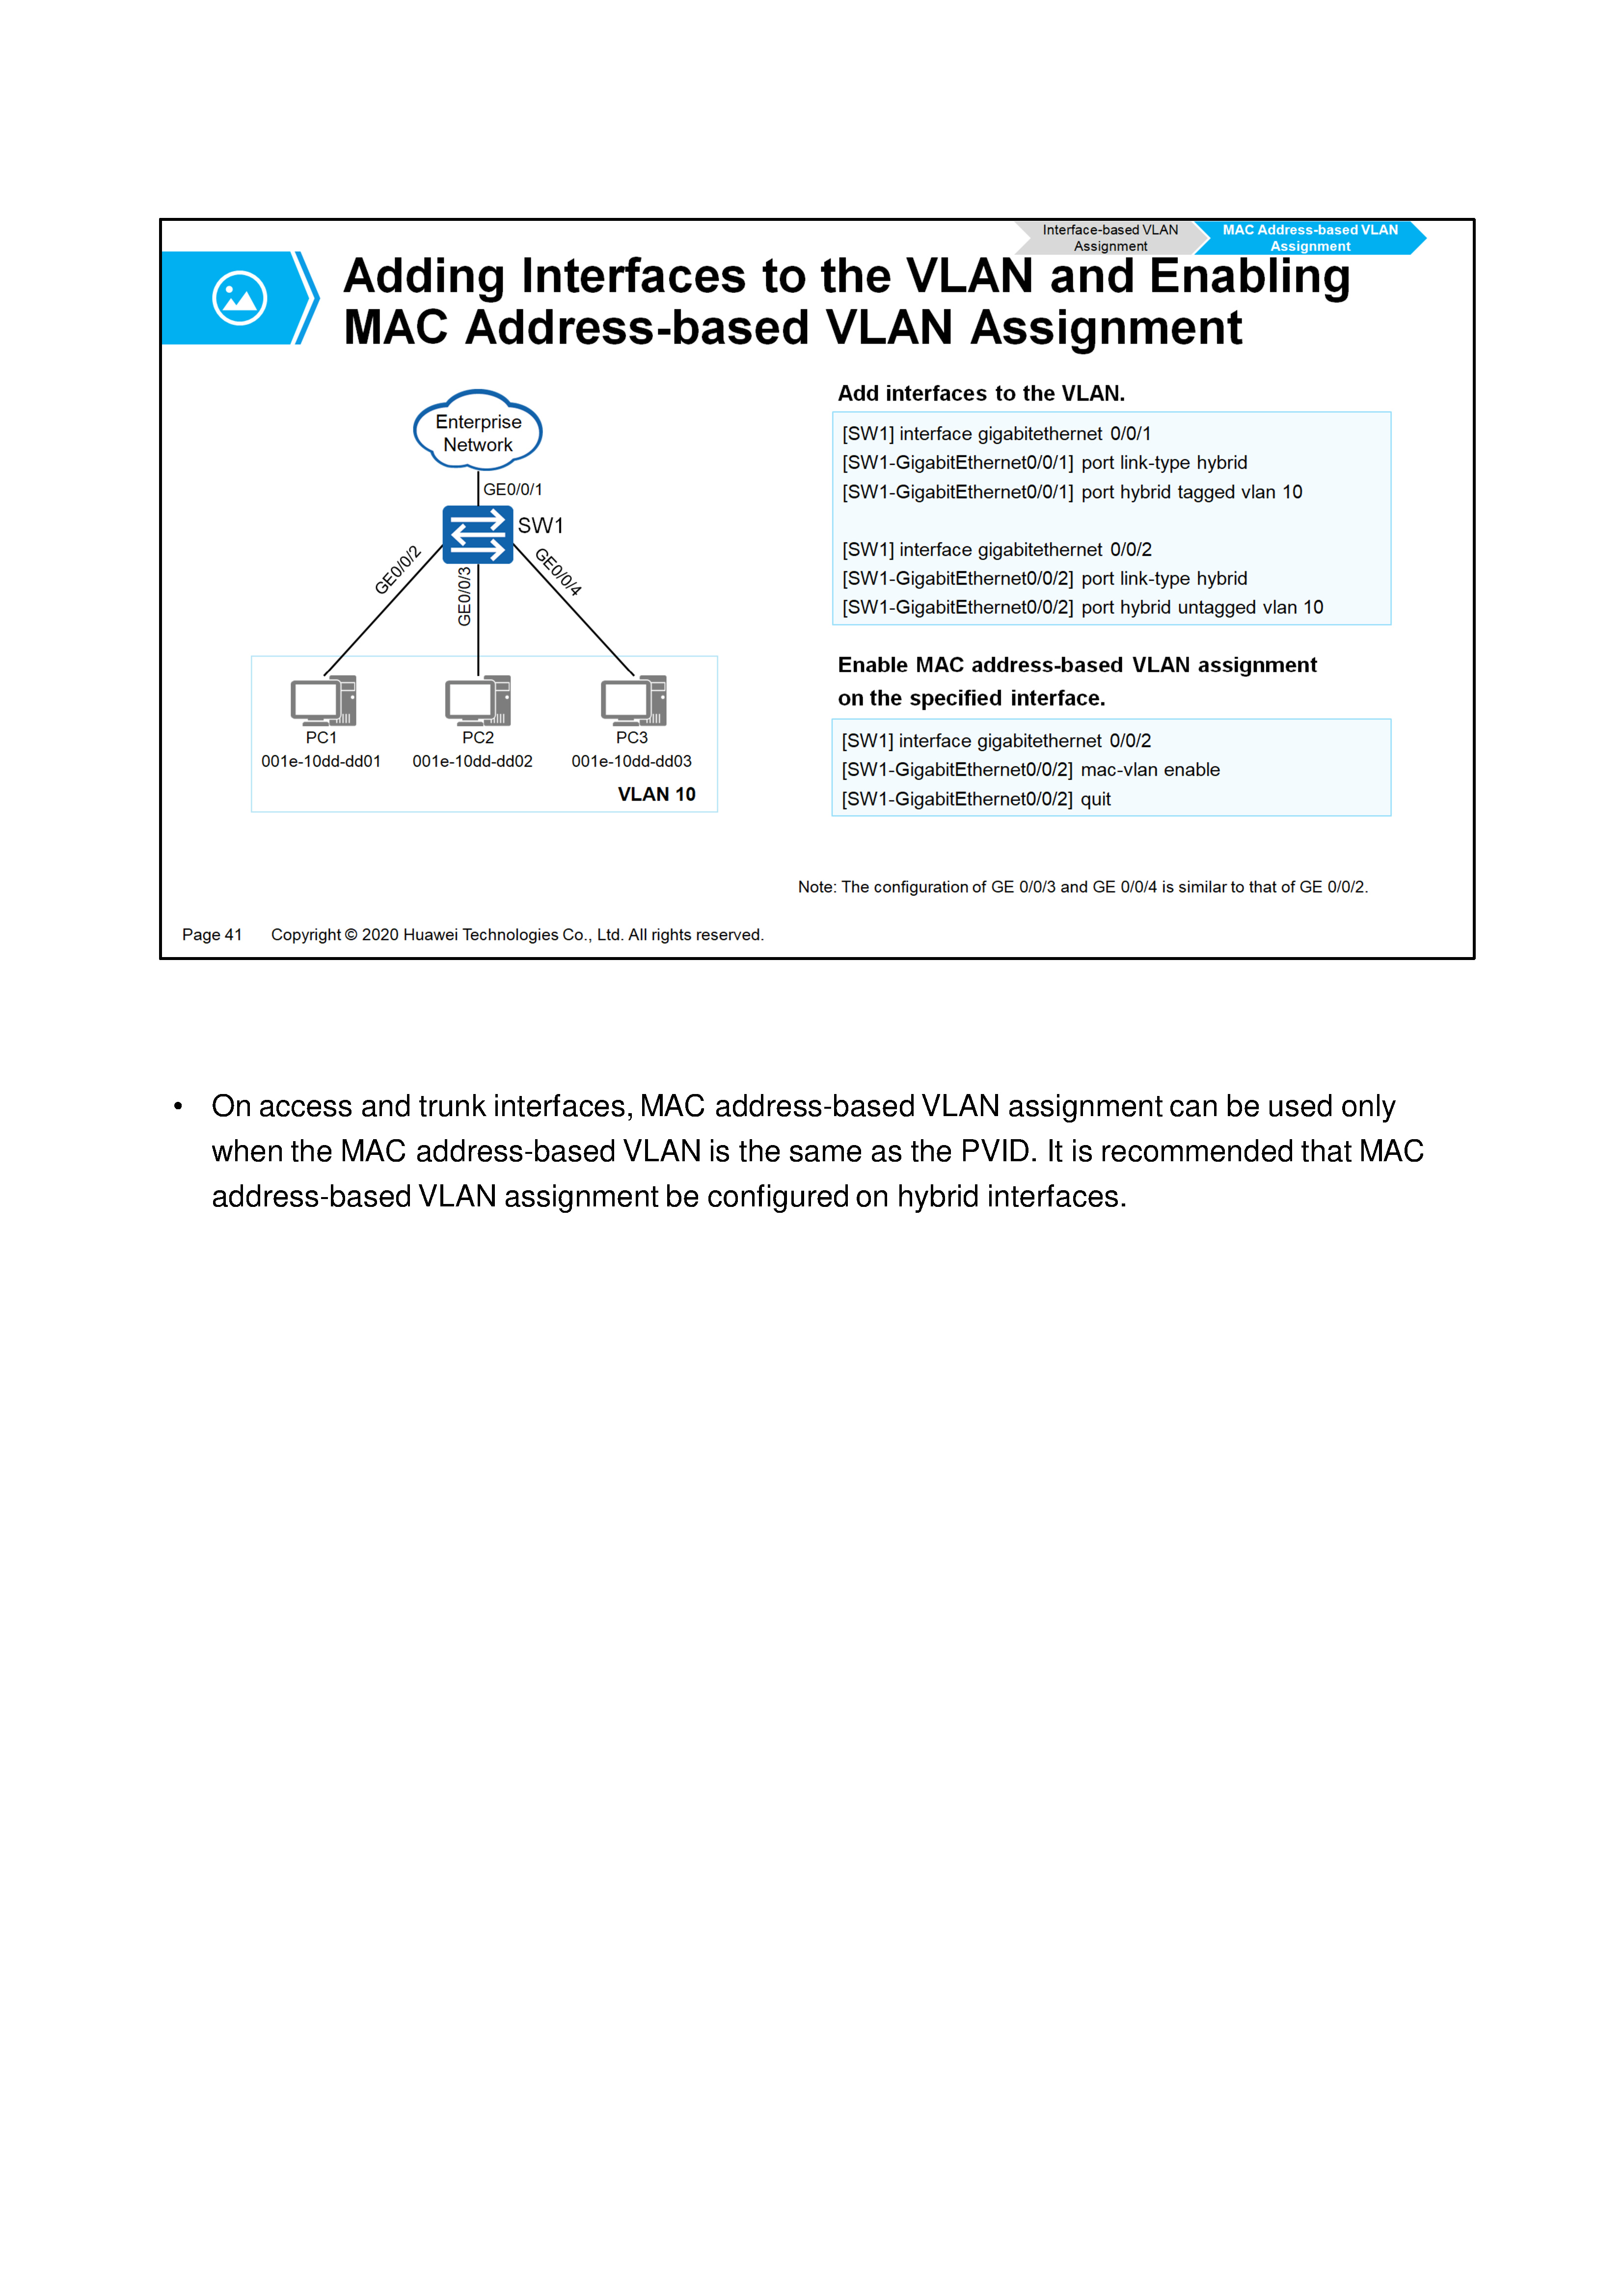 Interface-based VLAN
Assignment
MAC Address-based VLAN
Assignment
Adding Interfaces to the VLAN and Enabling
MAC Address-based VLAN Assignment
Enterprise
Network
GE0/0/1
SW1
GE0/0/2
GE0/0/3
GE0/0/4
PC1
PC2
PC3
001e-10dd-dd01
001e-10dd-dd02
001e-10dd-dd03
VLAN 10
Add interfaces to the VLAN.
[SW1] interface gigabitethernet 0/0/1
[SW1-GigabitEthernet0/0/1] port link-type hybrid
[SW1-GigabitEthernet0/0/1] port hybrid tagged vlan 10
[SW1] interface gigabitethernet 0/0/2
[SW1-GigabitEthernet0/0/2] port link-type hybrid
[SW1-GigabitEthernet0/0/2] port hybrid untagged vlan 10
Enable MAC address-based VLAN assignment
on the specified interface.
[SW1] interface gigabitethernet 0/0/2
[SW1-GigabitEthernet0/0/2] mac-vlan enable
[SW1-GigabitEthernet0/0/2] quit
Note: The configuration of GE 0/0/3 and GE 0/0/4 is similar to that of GE 0/0/2.
Page 41 Copyright © 2020 Huawei Technologies Co., Ltd. All rights reserved.
• On access and trunk interfaces, MAC address-based VLAN assignment can be used only
when the MAC address-based VLAN is the same as the PVID. It is recommended that MAC
address-based VLAN assignment be configured on hybrid interfaces.